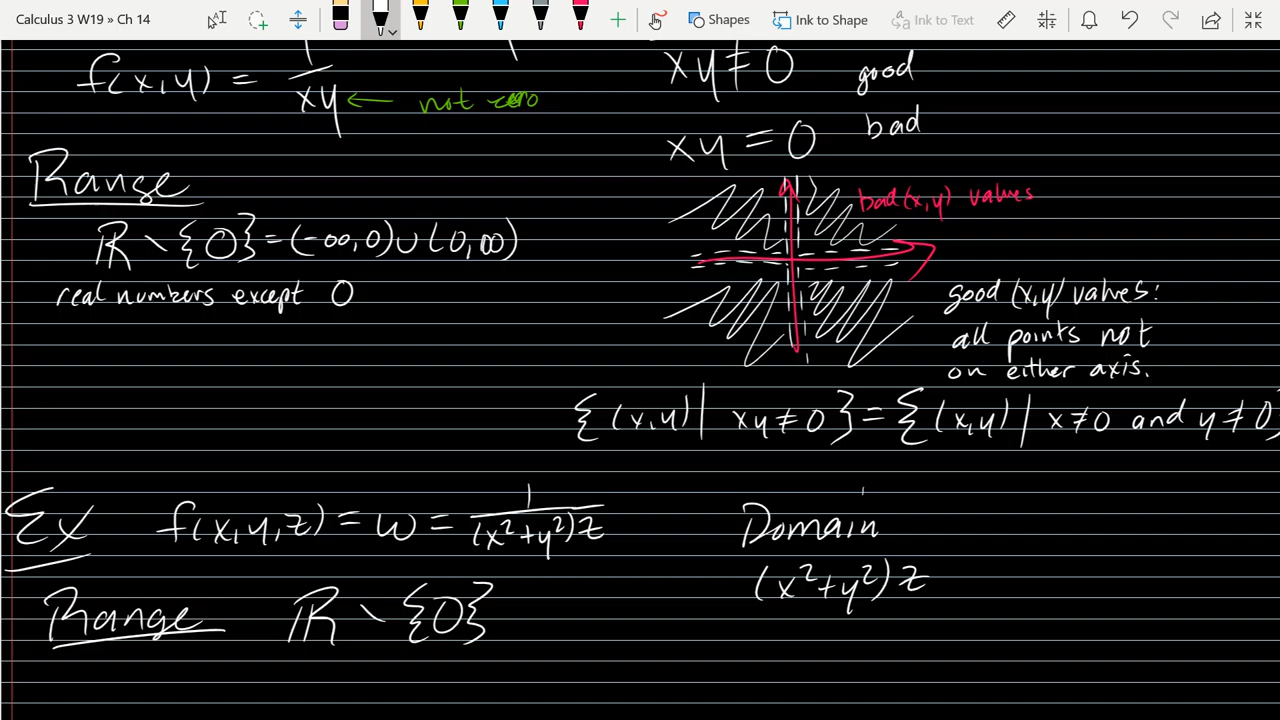 Calculus 3 W19 » Ch 14
Shapes
Ink to Shape
Ink to Text
f(x,y) = 1/xy ← not zero
xy ≠ 0 good
xy = 0 bad
Range
ℝ \ {0} = (-∞,0) ∪ (0,∞)
real numbers except 0
bad (x,y) values
good (x,y) values:
all points not
on either axis.
{(x,y) | xy ≠ 0} = {(x,y) | x ≠ 0 and y ≠ 0}
Ex f(x,y,z) = w = 1/(x²+y²)z
Domain
(x²+y²)z
Range ℝ \ {0}